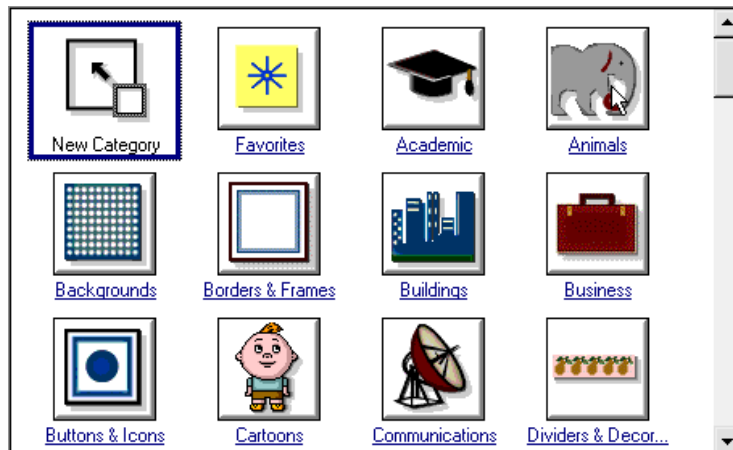 New Category
Favorites
Academic
Animals
Backgrounds
Borders & Frames
Buildings
Business
Buttons & Icons
Cartoons
Communications
Dividers & Decor...